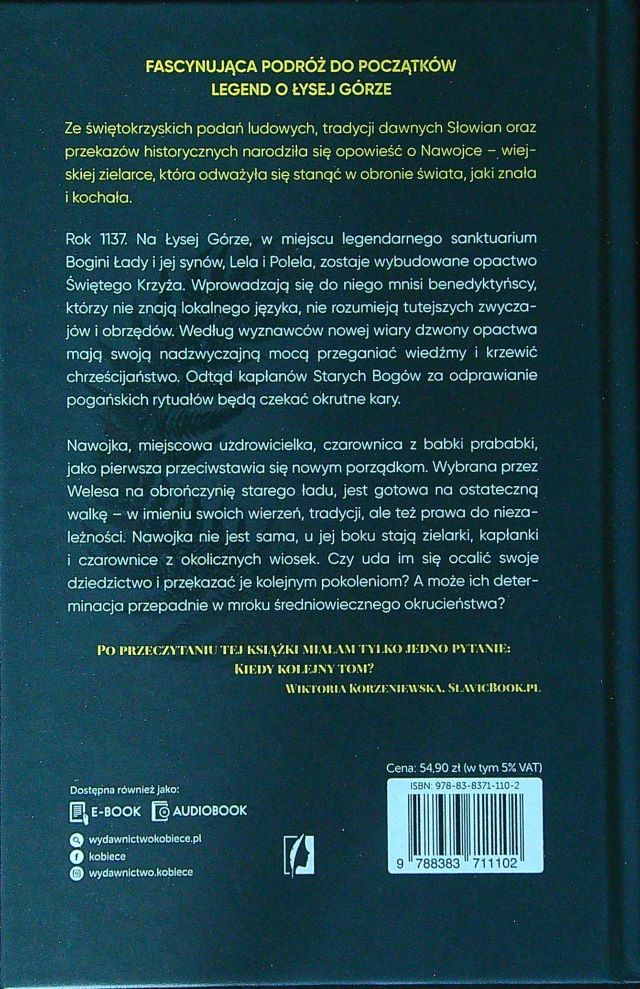 FASCYNUJĄCA PODRÓŻ DO POCZĄTKÓW
LEGEND O ŁYSEJ GÓRZE
Ze świętokrzyskich podań ludowych, tradycji dawnych Słowian oraz
przekazów historycznych narodziła się opowieść o Nawojce – wiej-
skiej zielarce, która odważyła się stanąć w obronie świata, jaki znała
i kochała.
Rok 1137. Na Łysej Górze, w miejscu legendarnego sanktuarium
Bogini Łady i jej synów, Lela i Polela, zostaje wybudowane opactwo
Świętego Krzyża. Wprowadzają się do niego mnisi benedyktyńscy,
którzy nie znają lokalnego języka, nie rozumieją tutejszych zwycza-
jów i obrzędów. Według wyznawców nowej wiary dzwony opactwa
mają swoją nadzwyczajną mocą przeganiać wiedźmy i krzewić
chrześcijaństwo. Odtąd kapłanów Starych Bogów za odprawianie
pogańskich rytuałów będą czekać okrutne kary.
Nawojka, miejscowa uzdrowicielka, czarownica z babki prababki,
jako pierwsza przeciwstawia się nowym porządkom. Wybrana przez
Welesa na obrończynię starego ładu, jest gotowa na ostateczną
walkę – w imieniu swoich wierzeń, tradycji, ale też prawa do nieza-
leżności. Nawojka nie jest sama, u jej boku stają zielarki, kapłanki
i czarownice z okolicznych wiosek. Czy uda im się ocalić swoje
dziedzictwo i przekazać je kolejnym pokoleniom? A może ich deter-
minacja przepadnie w mroku średniowiecznego okrucieństwa?
PO PRZECZYTANIU TEJ KSIĄŻKI MIAŁAM TYLKO JEDNO PYTANIE:
KIEDY KOLEJNY TOM?
WIKTORIA KORZENIEWSKA, SLAVICBOOK.PL
Cena: 54,90 zł (w tym 5% VAT)
ISBN: 978-83-8371-110-2
9 788383 711102
Dostępna również jako:
E-BOOK AUDIOBOOK
wydawnictwokobiece.pl
kobiece
wydawnictwo.kobiece